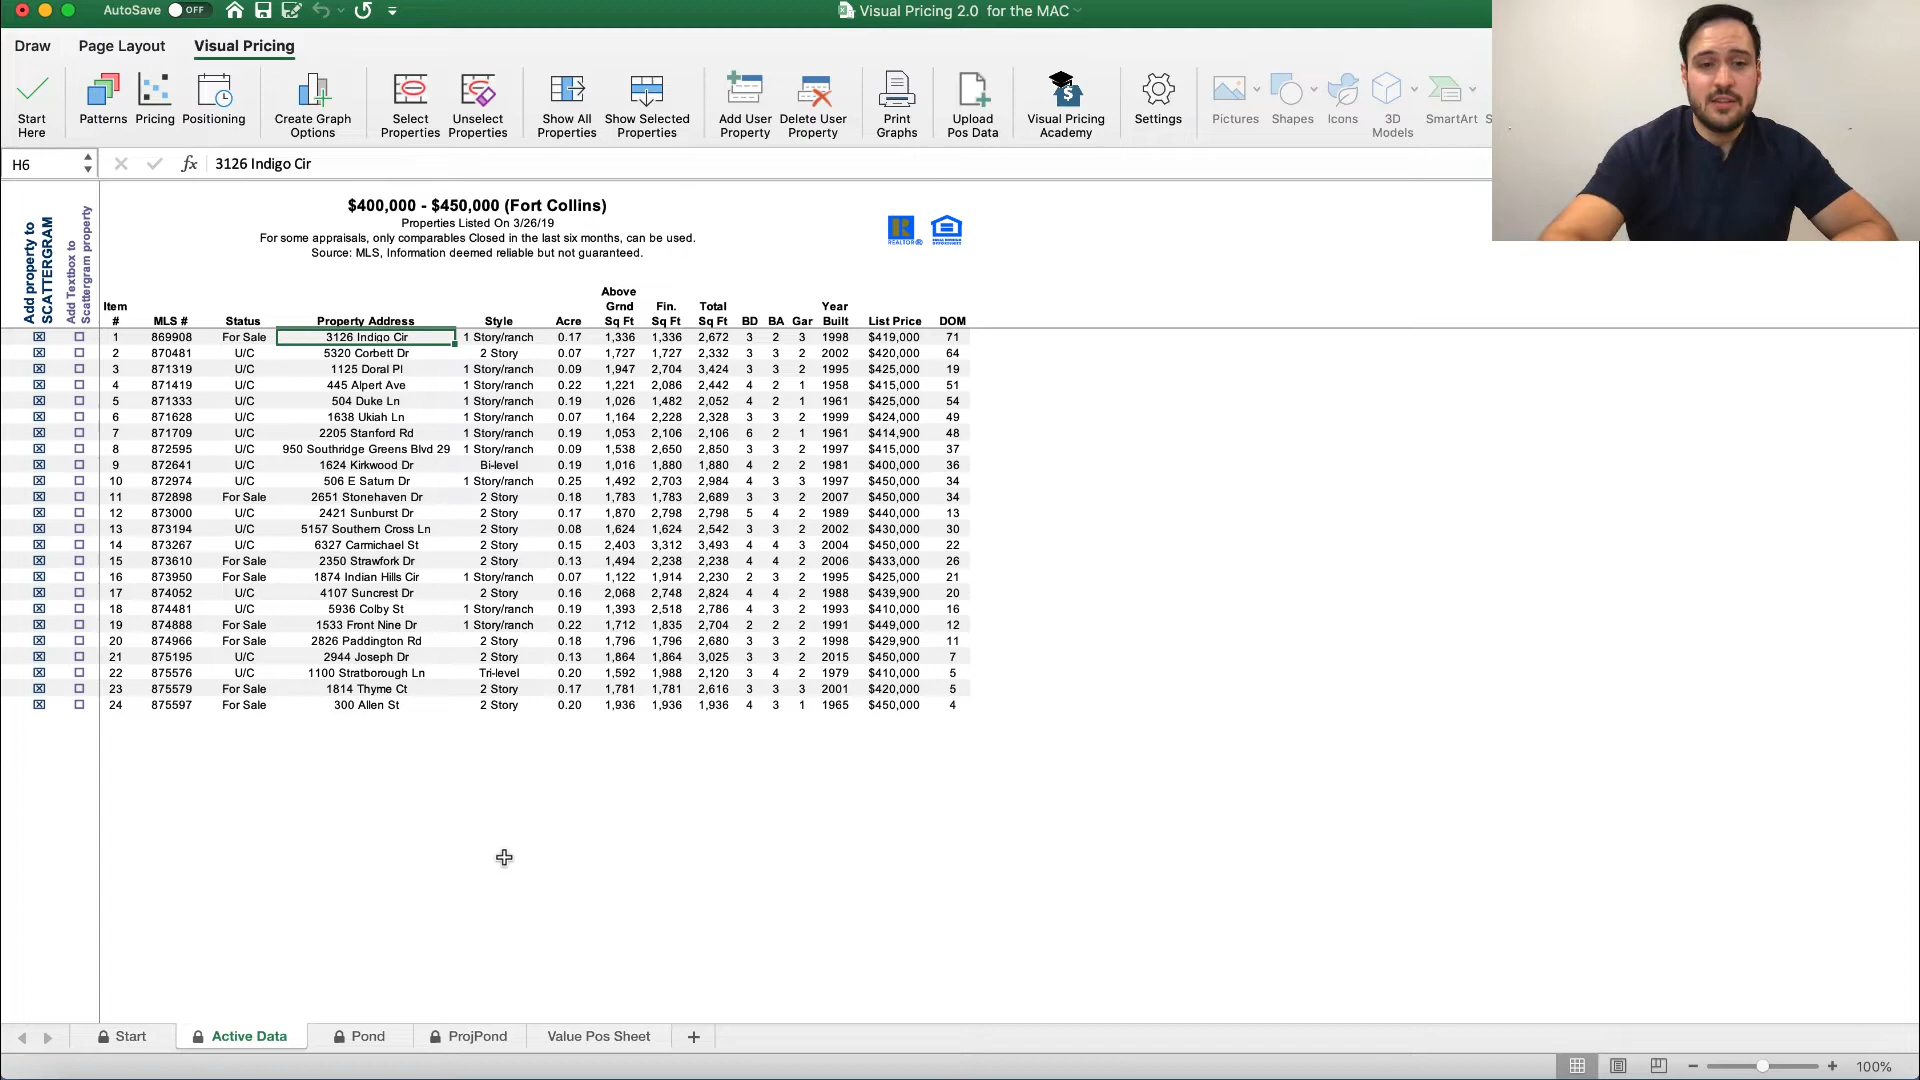 AutoSave OFF
Visual Pricing 2.0 for the MAC
Draw Page Layout Visual Pricing
Start Here
Patterns
Pricing
Positioning
Create Graph Options
Select Properties
Unselect Properties
Show All Properties
Show Selected Properties
Add User Property
Delete User Property
Print Graphs
Upload Pos Data
Visual Pricing Academy
Settings
Pictures
Shapes
Icons
3D Models
SmartArt
H6 fx 3126 Indigo Cir
Add property to
SCATTERGRAM
Add Textbox to
Scattergram property
$400,000 - $450,000 (Fort Collins)
Properties Listed On 3/26/19
For some appraisals, only comparables Closed in the last six months, can be used.
Source: MLS, Information deemed reliable but not guaranteed.
REALTOR®
Item # MLS # Status Property Address Style Acre Above Grnd Sq Ft Fin. Sq Ft Total Sq Ft BD BA Gar Year Built List Price DOM
1 869908 For Sale 3126 Indigo Cir 1 Story/ranch 0.17 1,336 1,336 2,672 3 2 3 1998 $419,000 71
2 870481 U/C 5320 Corbett Dr 2 Story 0.07 1,727 1,727 2,332 3 3 2 2002 $420,000 64
3 871319 U/C 1125 Doral Pl 1 Story/ranch 0.09 1,947 2,704 3,424 3 3 2 1995 $425,000 19
4 871419 U/C 445 Alpert Ave 1 Story/ranch 0.22 1,221 2,086 2,442 4 2 1 1958 $415,000 51
5 871333 U/C 504 Duke Ln 1 Story/ranch 0.19 1,026 1,482 2,052 4 2 1 1961 $425,000 54
6 871628 U/C 1638 Ukiah Ln 1 Story/ranch 0.07 1,164 2,228 2,328 3 3 2 1999 $424,000 49
7 871709 U/C 2205 Stanford Rd 1 Story/ranch 0.19 1,053 2,106 2,106 6 2 1 1961 $414,900 48
8 872595 U/C 950 Southridge Greens Blvd 29 1 Story/ranch 0.09 1,538 2,650 2,850 3 3 2 1997 $415,000 37
9 872641 U/C 1624 Kirkwood Dr Bi-level 0.19 1,016 1,880 1,880 4 2 2 1981 $400,000 36
10 872974 U/C 506 E Saturn Dr 1 Story/ranch 0.25 1,492 2,703 2,984 4 3 3 1997 $450,000 34
11 872898 For Sale 2651 Stonehaven Dr 2 Story 0.18 1,783 1,783 2,689 3 3 2 2007 $450,000 34
12 873000 U/C 2421 Sunburst Dr 2 Story 0.17 1,870 2,798 2,798 5 4 2 1989 $440,000 13
13 873194 U/C 5157 Southern Cross Ln 2 Story 0.08 1,624 1,624 2,542 3 3 2 2002 $430,000 30
14 873267 U/C 6327 Carmichael St 2 Story 0.15 2,403 3,312 3,493 4 4 3 2004 $450,000 22
15 873610 For Sale 2350 Strawfork Dr 2 Story 0.13 1,494 2,238 2,238 4 4 2 2006 $433,000 26
16 873950 For Sale 1874 Indian Hills Cir 1 Story/ranch 0.07 1,122 1,914 2,230 2 3 2 1995 $425,000 21
17 874052 U/C 4107 Suncrest Dr 2 Story 0.16 2,068 2,748 2,824 4 4 2 1988 $439,900 20
18 874481 U/C 5936 Colby St 1 Story/ranch 0.19 1,393 2,518 2,786 4 3 2 1993 $410,000 16
19 874888 For Sale 1533 Front Nine Dr 1 Story/ranch 0.22 1,712 1,835 2,704 2 2 2 1991 $449,000 12
20 874966 For Sale 2826 Paddington Rd 2 Story 0.18 1,796 1,796 2,680 3 3 2 1998 $429,900 11
21 875195 U/C 2944 Joseph Dr 2 Story 0.13 1,864 1,864 3,025 3 3 2 2015 $450,000 7
22 875576 U/C 1100 Stratborough Ln Tri-level 0.20 1,592 1,988 2,120 3 4 2 1979 $410,000 5
23 875579 For Sale 1814 Thyme Ct 2 Story 0.17 1,781 1,781 2,616 3 3 3 2001 $420,000 5
24 875597 For Sale 300 Allen St 2 Story 0.20 1,936 1,936 1,936 4 3 1 1965 $450,000 4
Start Active Data Pond ProjPond Value Pos Sheet +
100%